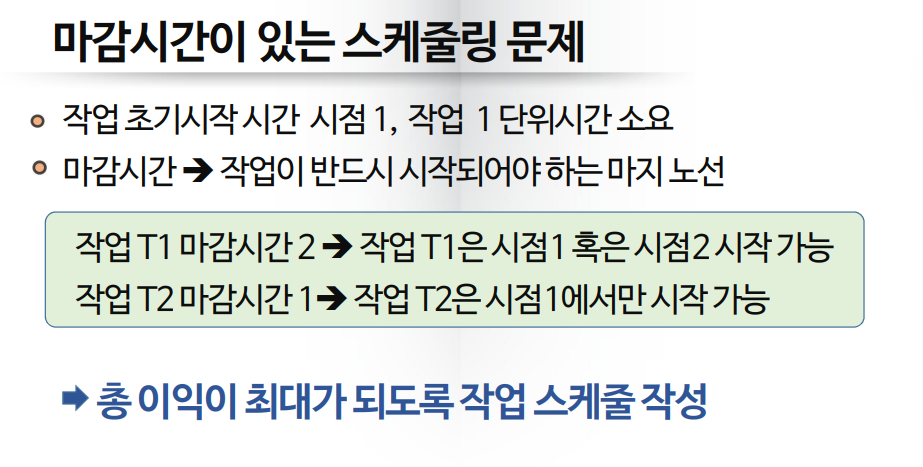 마감시간이 있는 스케줄링 문제
작업 초기시작 시간 시점 1, 작업 1 단위시간 소요
마감시간 ➔ 작업이 반드시 시작되어야 하는 마지 노선
작업 T1 마감시간 2 ➔ 작업 T1은 시점1 혹은 시점2 시작 가능
작업 T2 마감시간 1➔ 작업 T2은 시점1에서만 시작 가능
➡ 총 이익이 최대가 되도록 작업 스케줄 작성